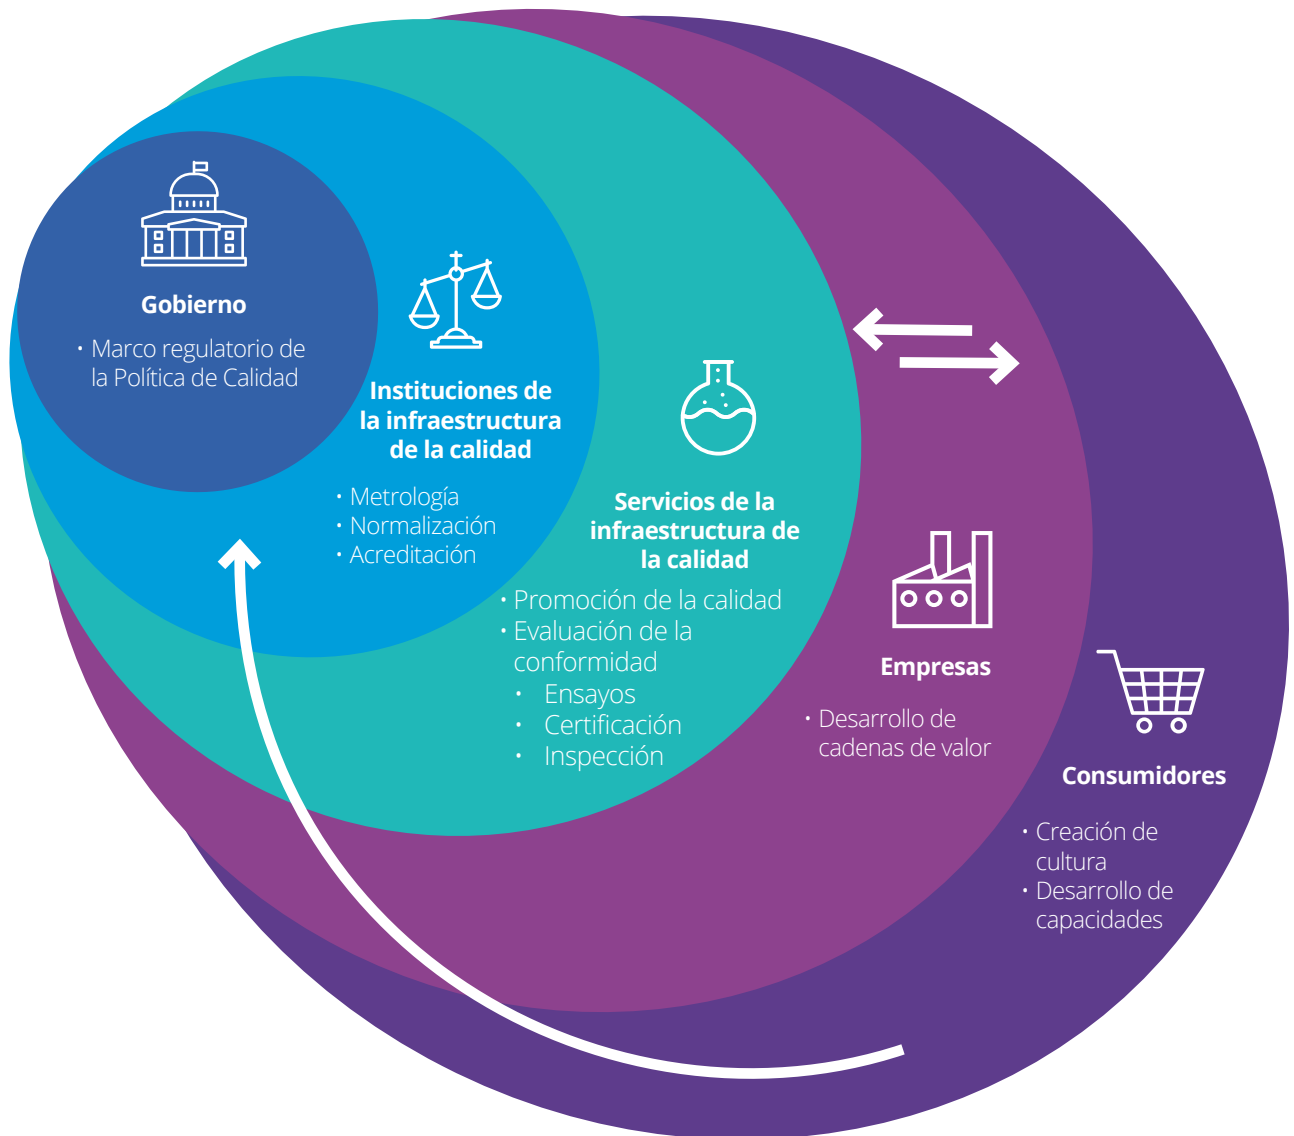 Gobierno
· Marco regulatorio de
la Política de Calidad
Instituciones de
la infraestructura
de la calidad
· Metrología
· Normalización
· Acreditación
Servicios de la
infraestructura de
la calidad
· Promoción de la calidad
· Evaluación de la
conformidad
· Ensayos
· Certificación
· Inspección
Empresas
· Desarrollo de
cadenas de valor
Consumidores
· Creación de
cultura
· Desarrollo de
capacidades